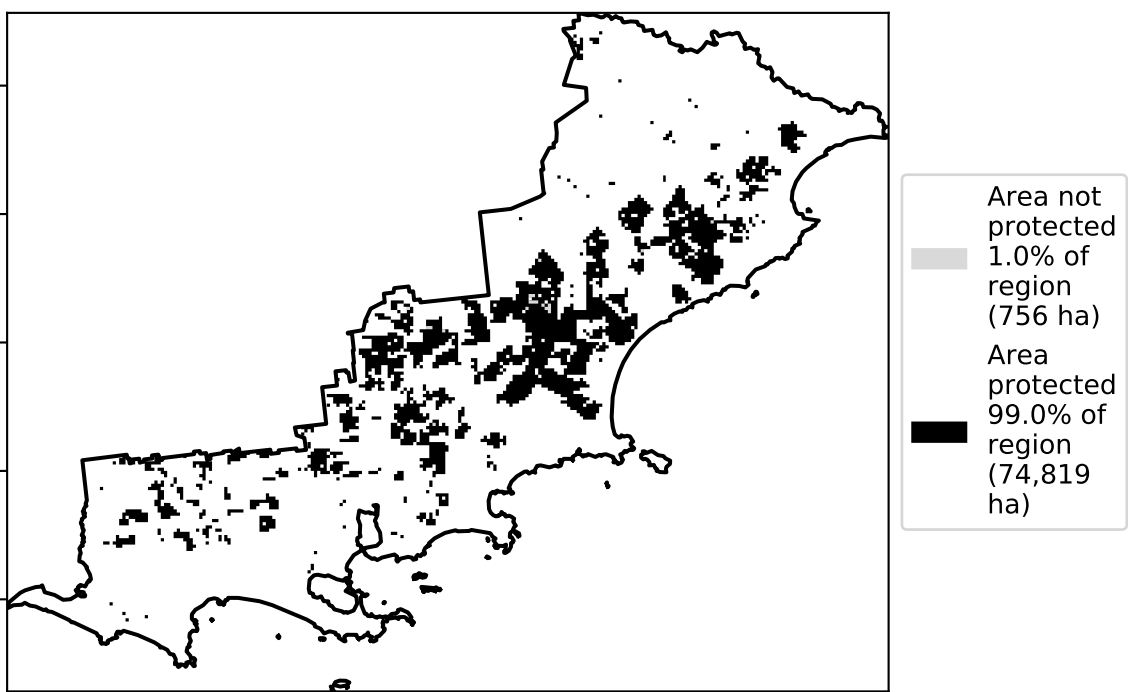 Area not
protected
1.0% of
region
(756 ha)
Area
protected
99.0% of
region
(74,819
ha)